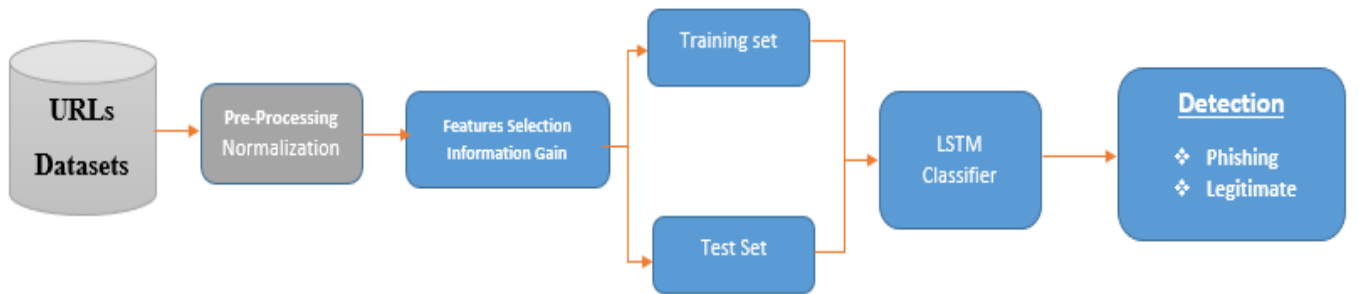 URLs
Datasets
Pre-Processing
Normalization
Features Selection
Information Gain
Training set
Test Set
LSTM
Classifier
Detection
❖ Phishing
❖ Legitimate